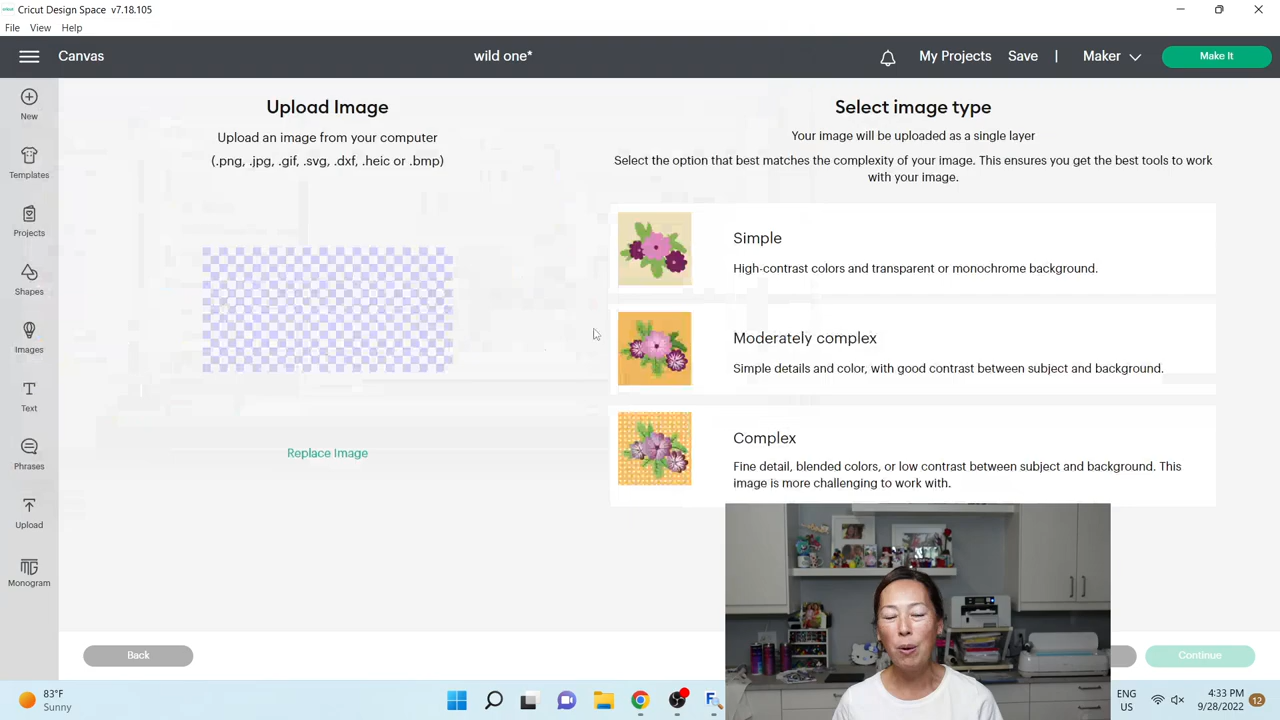 Cricut Design Space v7.18.105
File View Help
Canvas
wild one*
My Projects Save | Maker
Make It
New
Templates
Projects
Shapes
Images
Text
Phrases
Upload
Monogram
Upload Image
Upload an image from your computer
(.png, .jpg, .gif, .svg, .dxf, .heic or .bmp)
Replace Image
Select image type
Your image will be uploaded as a single layer
Select the option that best matches the complexity of your image. This ensures you get the best tools to work
with your image.
Simple
High-contrast colors and transparent or monochrome background.
Moderately complex
Simple details and color, with good contrast between subject and background.
Complex
Fine detail, blended colors, or low contrast between subject and background. This
image is more challenging to work with.
Back
Continue
83°F
Sunny
ENG
US
4:33 PM
9/28/2022
12